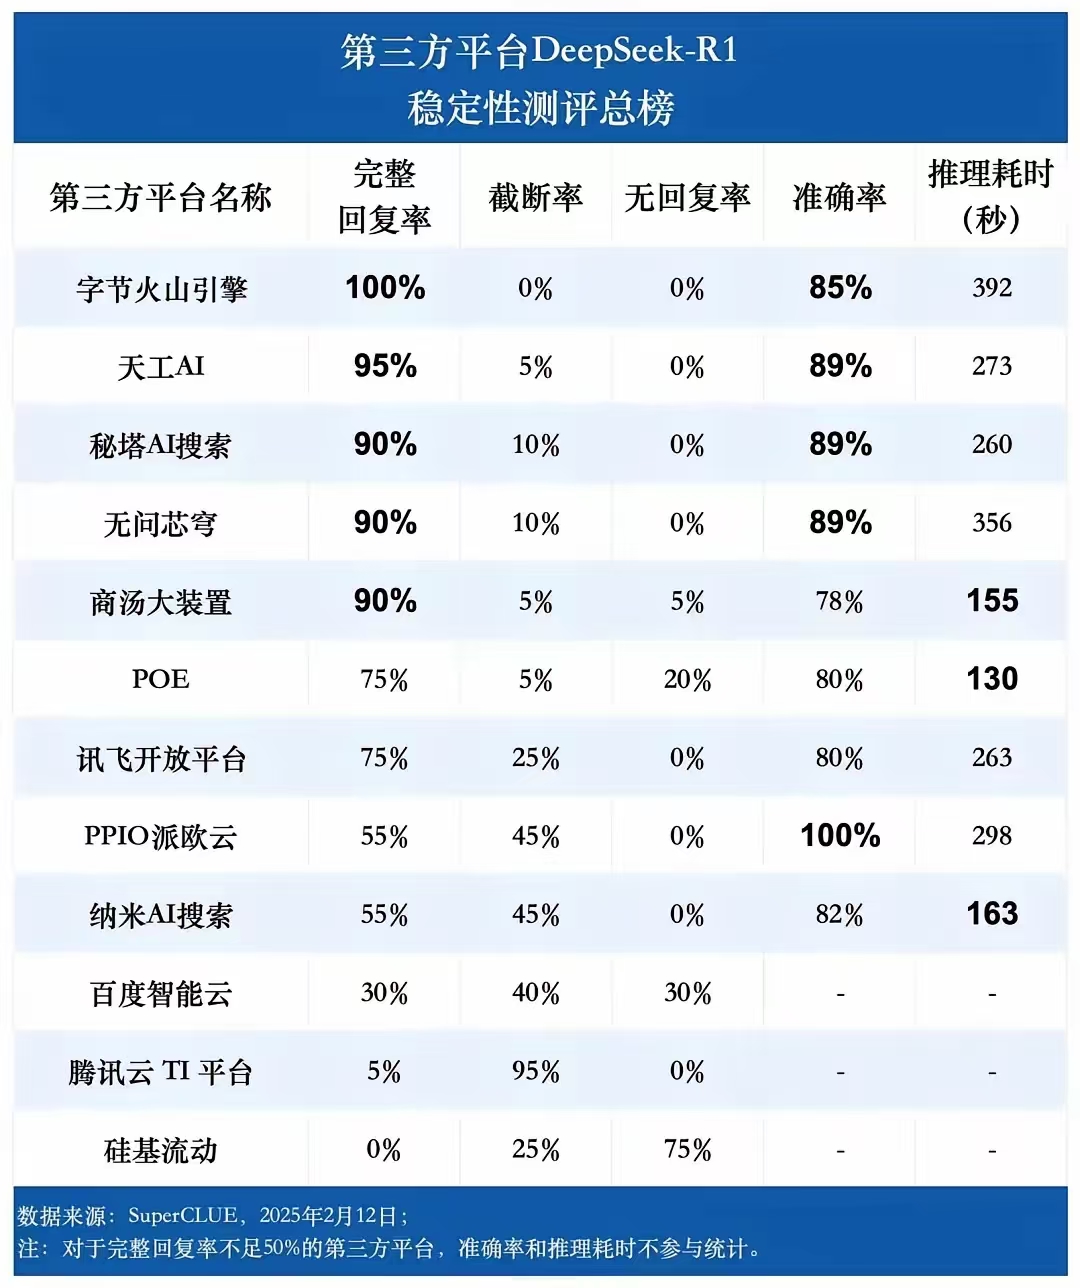 第三方平台DeepSeek-R1
稳定性测评总榜
第三方平台名称 完整回复率 截断率 无回复率 准确率 推理耗时（秒）
字节火山引擎 100% 0% 0% 85% 392
天工AI 95% 5% 0% 89% 273
秘塔AI搜索 90% 10% 0% 89% 260
无问芯穹 90% 10% 0% 89% 356
商汤大装置 90% 5% 5% 78% 155
POE 75% 5% 20% 80% 130
讯飞开放平台 75% 25% 0% 80% 263
PPIO派欧云 55% 45% 0% 100% 298
纳米AI搜索 55% 45% 0% 82% 163
百度智能云 30% 40% 30% - -
腾讯云 TI 平台 5% 95% 0% - -
硅基流动 0% 25% 75% - -
数据来源：SuperCLUE，2025年2月12日；
注：对于完整回复率不足50%的第三方平台，准确率和推理耗时不参与统计。